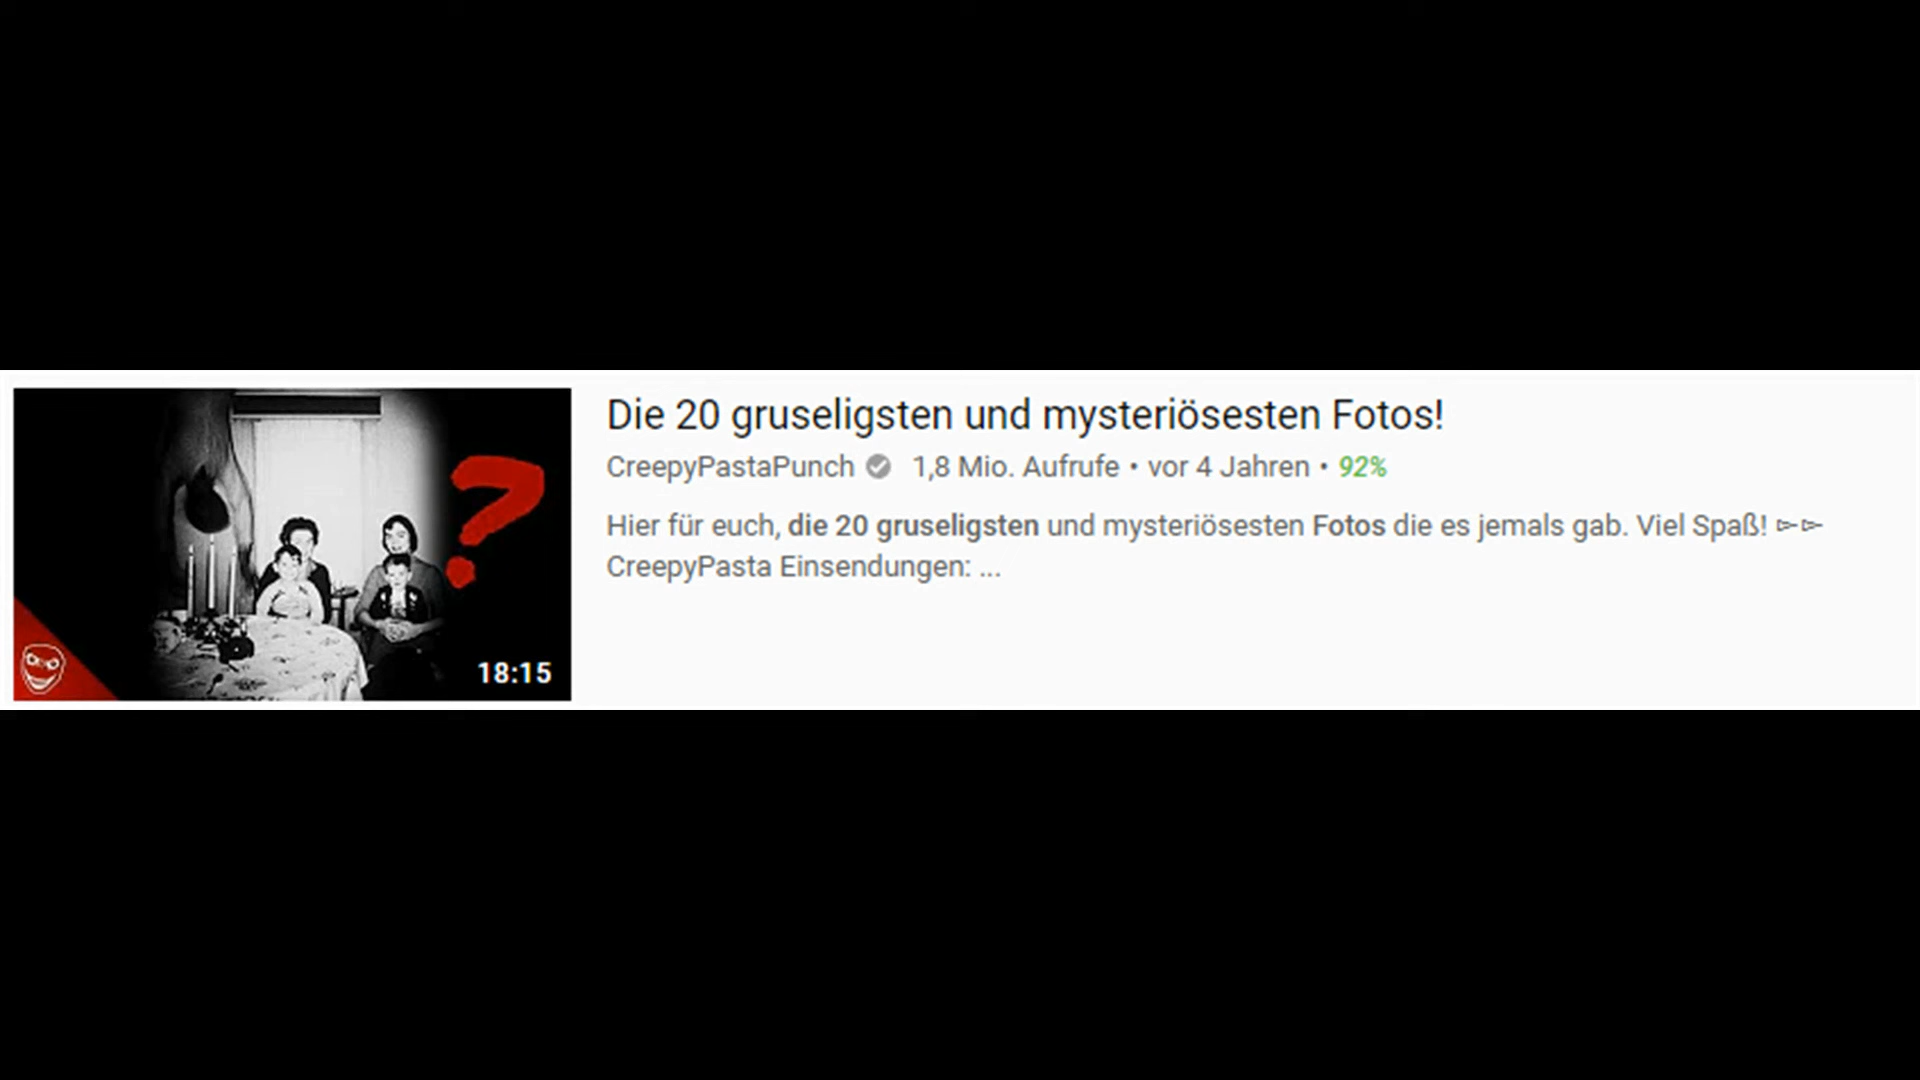 Die 20 gruseligsten und mysteriösesten Fotos!
CreepyPastaPunch 1,8 Mio. Aufrufe • vor 4 Jahren • 92%
Hier für euch, die 20 gruseligsten und mysteriösesten Fotos die es jemals gab. Viel Spaß! ▻▻
CreepyPasta Einsendungen: ...
?
18:15